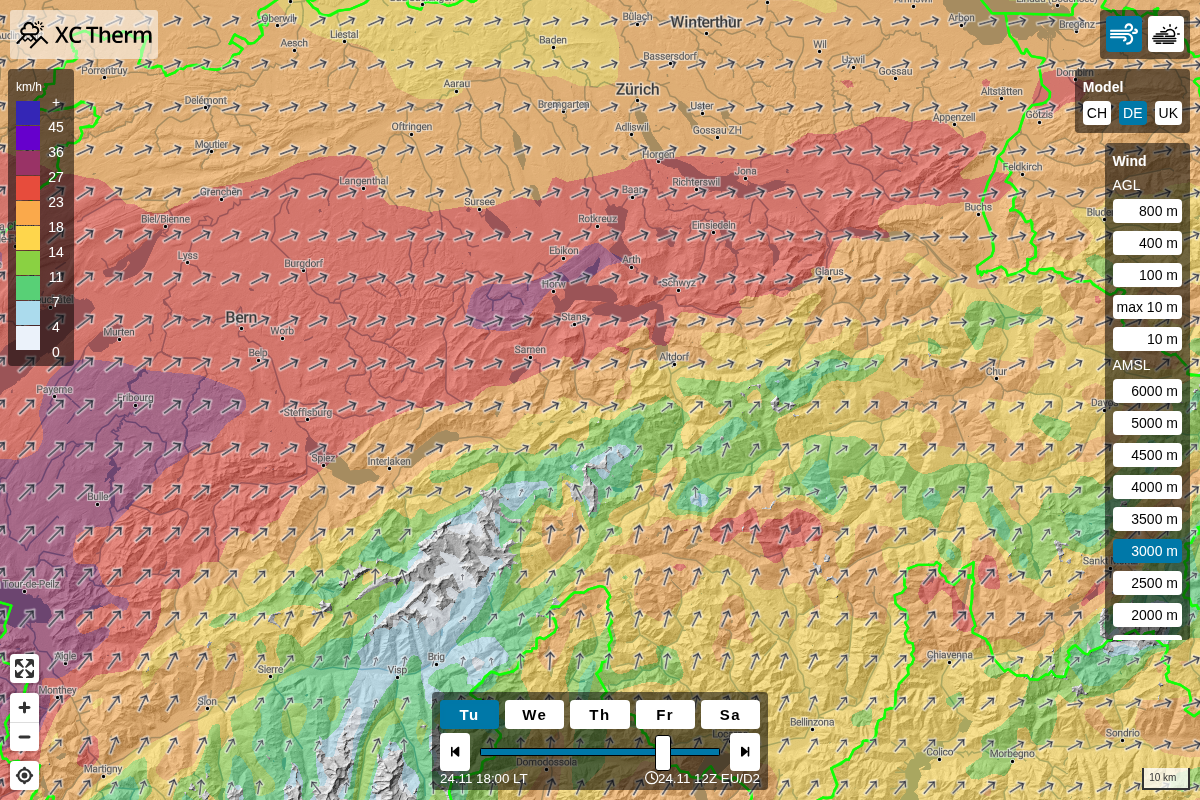 XC Therm
km/h
+
45
36
27
23
18
14
11
7
4
0
Model
CH DE UK
Wind
AGL
800 m
400 m
100 m
max 10 m
10 m
AMSL
6000 m
5000 m
4500 m
4000 m
3500 m
3000 m
2500 m
2000 m
Oberwil
Liestal
Aesch
Baden
Bülach
Winterthur
Wil
Arbon
Bregenz
Porrentruy
Aarau
Bassersdorf
Uzwil
Gossau
Dornbirn
Delémont
Bremgarten
Zürich
Uster
Altstätten
Götzis
Oftringen
Adliswil
Gossau ZH
Appenzell
Moutier
Horgen
Feldkirch
Grenchen
Langenthal
Sursee
Baar
Richterswil
Jona
Buchs
Biel/Bienne
Rotkreuz
Einsiedeln
Lyss
Burgdorf
Ebikon
Arth
Glarus
Horw
Schwyz
Murten
Bern
Worb
Stans
Belp
Sarnen
Altdorf
Chur
Payerne
Fribourg
Steffisburg
Spiez
Interlaken
Bulle
Tour-de-Peilz
Aigle
Sierre
Visp
Brig
Chiavenna
Monthey
Sion
Bellinzona
Sondrio
Martigny
Domodossola
Colico
Morbegno
+
−
Tu We Th Fr Sa
24.11 18:00 LT
24.11 12Z EU/D2
10 km